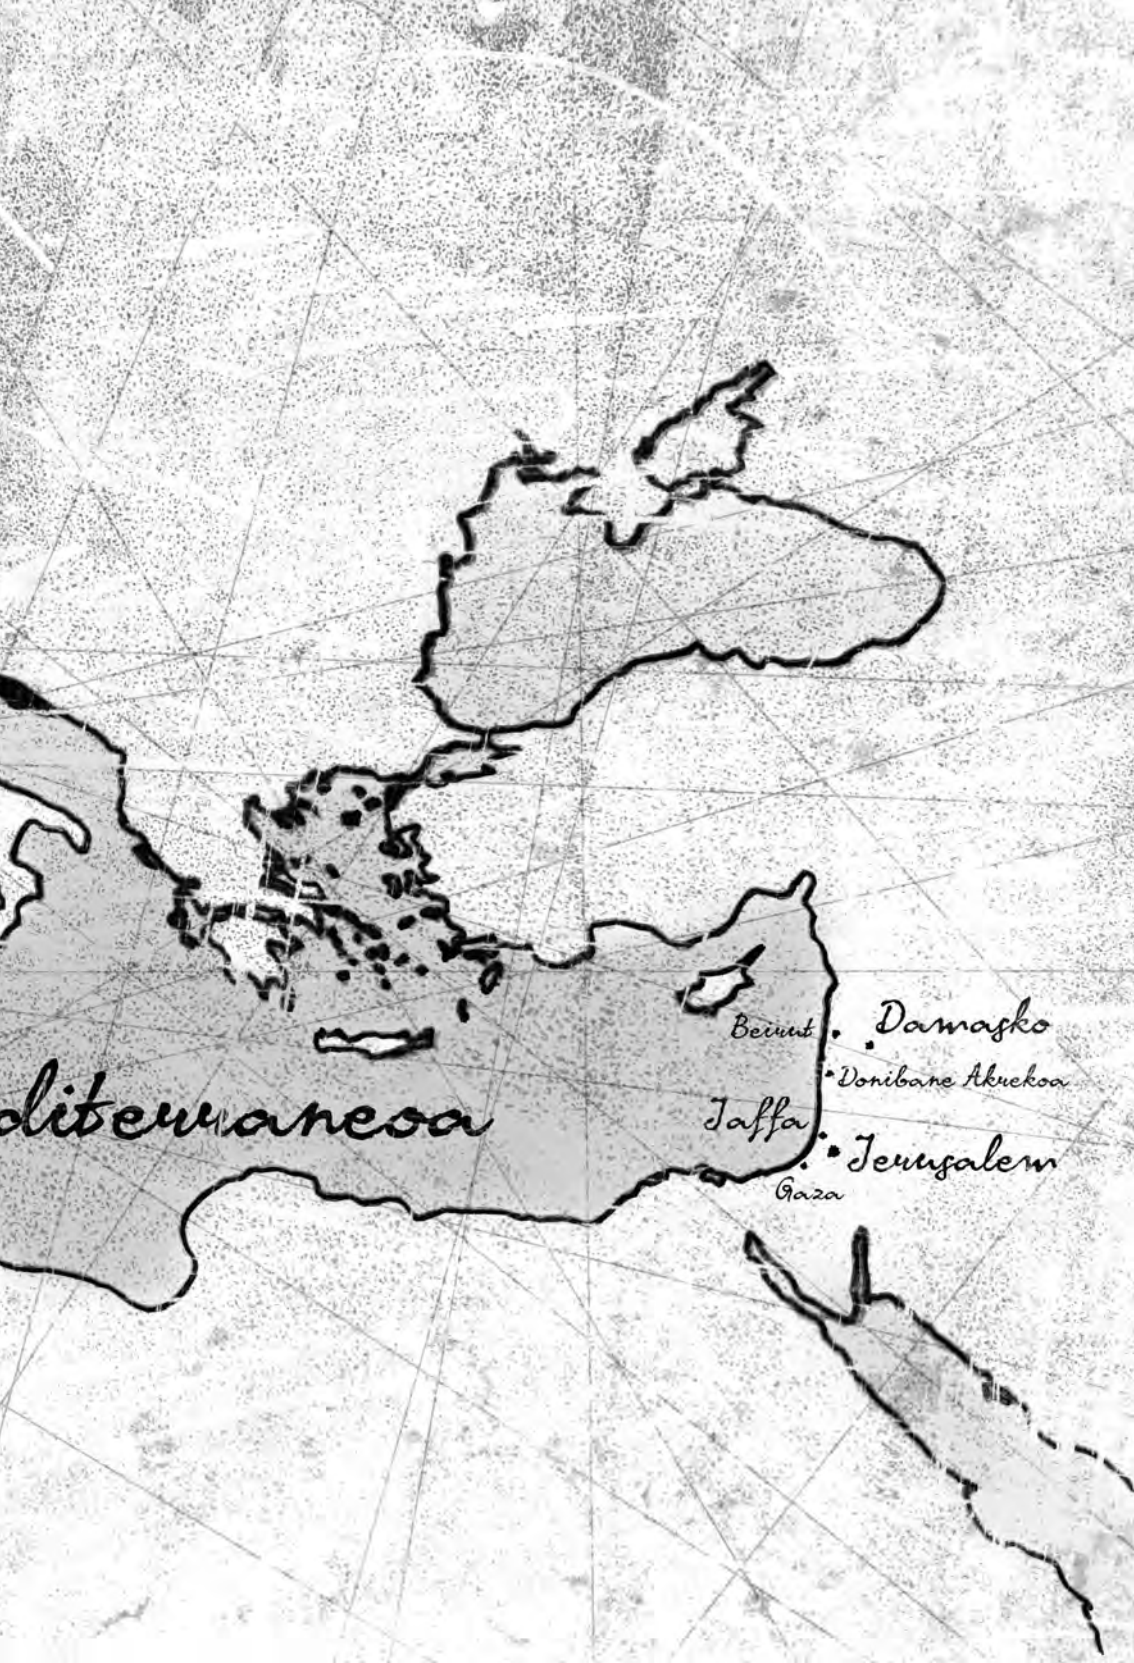 Damasko
Beirut
Donibane Akrekoa
diterraneoa
Jaffa
Jerusalem
Gaza